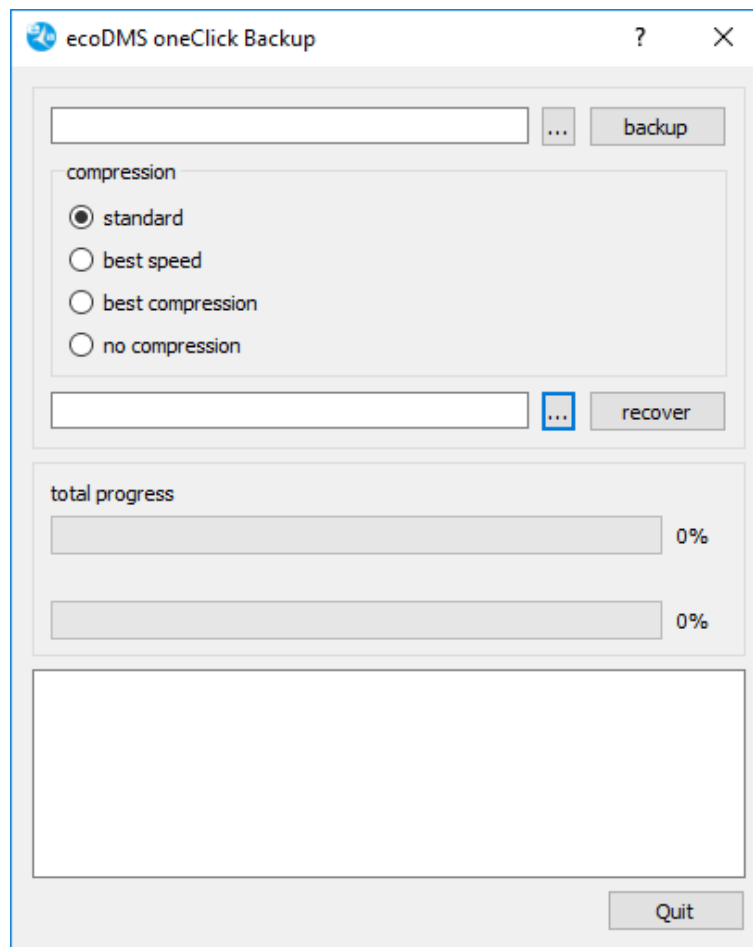 ecoDMS oneClick Backup
?
... backup
compression
standard
best speed
best compression
no compression
... recover
total progress
0%
0%
Quit